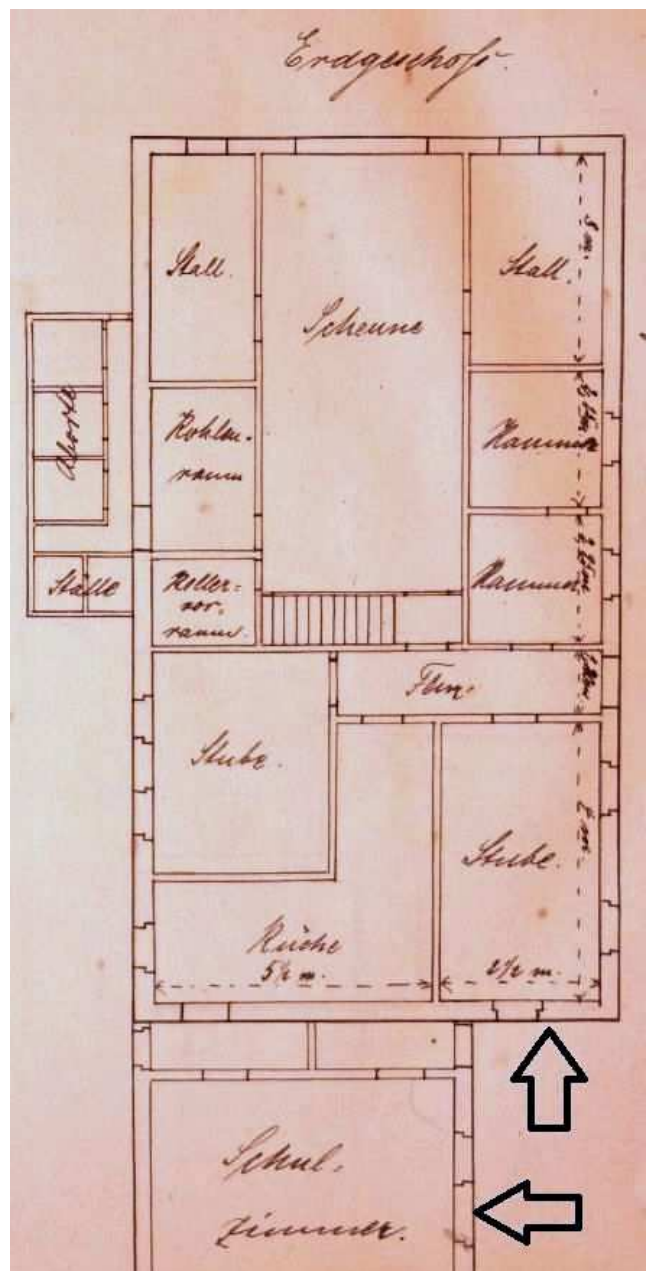 Erdgeschoß.
Stall.
Scheune
Stall.
5 m.
Aborte
Kohlen-
raum
Kammer
Ställe
Keller=
vor-
raum.
Kammer
Flur.
Stube.
Stube.
Küche
5½ m.
2½ m.
Schul-
zimmer.